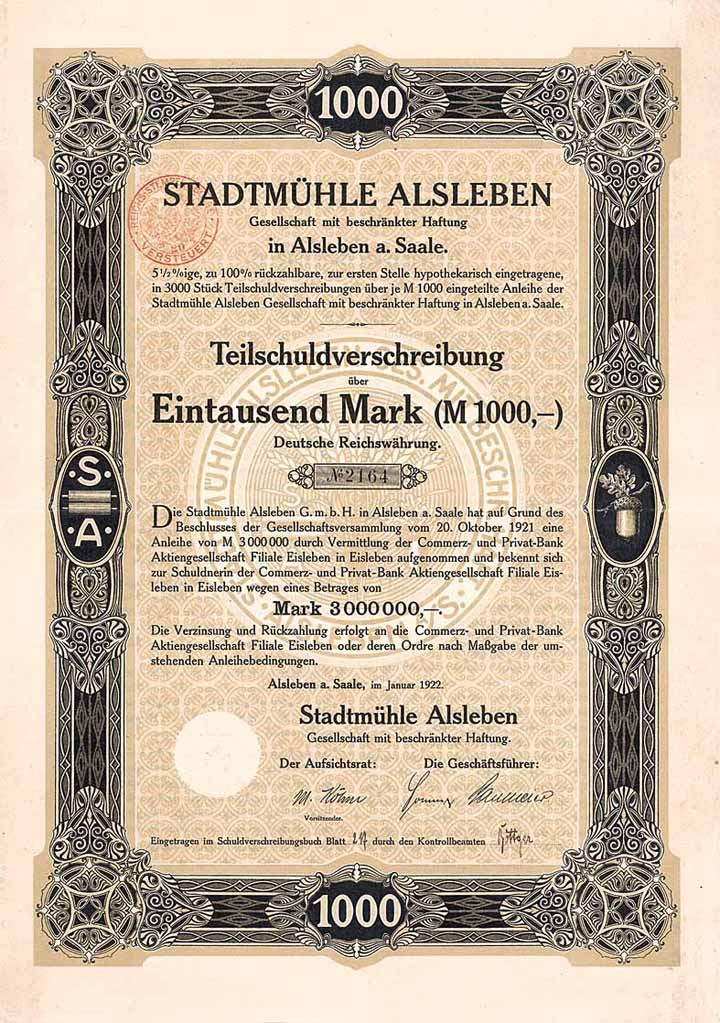 1000
STADTMÜHLE ALSLEBEN
Gesellschaft mit beschränkter Haftung
in Alsleben a. Saale.
VERSTEUERT
5½%ige, zu 100% rückzahlbare, zur ersten Stelle hypothekarisch eingetragene,
in 3000 Stück Teilschuldverschreibungen über je M 1000 eingeteilte Anleihe der
Stadtmühle Alsleben Gesellschaft mit beschränkter Haftung in Alsleben a. Saale.
Teilschuldverschreibung
über
Eintausend Mark (M 1000,–)
Deutsche Reichswährung.
№ 2164
·S·
·A·
Die Stadtmühle Alsleben G. m. b. H. in Alsleben a. Saale hat auf Grund des
Beschlusses der Gesellschaftsversammlung vom 20. Oktober 1921 eine
Anleihe von M 3000000 durch Vermittlung der Commerz- und Privat-Bank
Aktiengesellschaft Filiale Eisleben in Eisleben aufgenommen und bekennt sich
zur Schuldnerin der Commerz- und Privat-Bank Aktiengesellschaft Filiale Eis-
leben in Eisleben wegen eines Betrages von
Mark 3000000,–.
Die Verzinsung und Rückzahlung erfolgt an die Commerz- und Privat-Bank
Aktiengesellschaft Filiale Eisleben oder deren Ordre nach Maßgabe der um-
stehenden Anleihebedingungen.
Alsleben a. Saale, im Januar 1922.
Stadtmühle Alsleben
Gesellschaft mit beschränkter Haftung.
Der Aufsichtsrat: Die Geschäftsführer:
M. Höhne
Vorsitzender.
Eingetragen im Schuldverschreibungsbuch Blatt 217 durch den Kontrollbeamten Böttger
1000